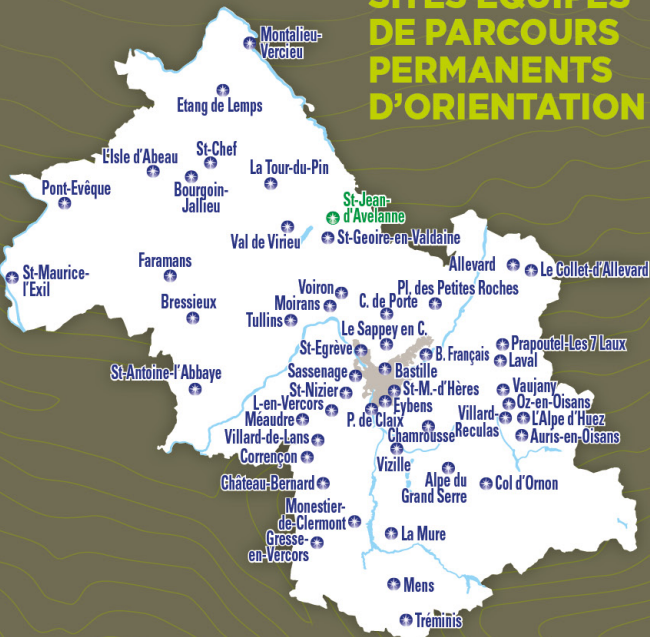 SITES ÉQUIPÉS
DE PARCOURS
PERMANENTS
D'ORIENTATION
Montalieu-
Vercieu
Etang de Lemps
St-Chef
L'Isle d'Abeau
La Tour-du-Pin
Pont-Evêque
Bourgoin-
Jallieu
St-Jean-
d'Avelanne
Val de Virieu
St-Geoire-en-Valdaine
Faramans
Allevard
Le Collet-d'Allevard
St-Maurice-
l'Exil
Voiron
Pl. des Petites Roches
Bressieux
Moirans
C. de Porte
Tullins
Le Sappey en C.
St-Egrève
B. Français
Prapoutel-Les 7 Laux
Laval
St-Antoine-l'Abbaye
Sassenage
Bastille
St-Nizier
St-M.-d'Hères
Vaujany
L-en-Vercors
Eybens
Oz-en-Oisans
Méaudre
P. de Claix
Villard-
Reculas
L'Alpe d'Huez
Chamrousse
Villard-de-Lans
Auris-en-Oisans
Corrençon
Vizille
Château-Bernard
Alpe du
Grand Serre
Col d'Ornon
Monestier-
de-Clermont
Gresse-
en-Vercors
La Mure
Mens
Tréminis